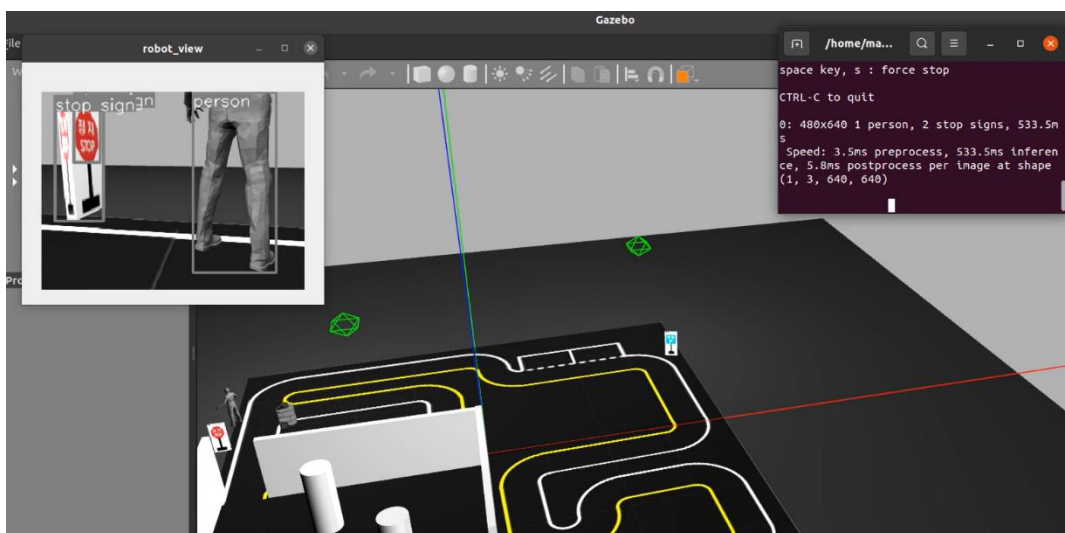 Gazebo
File
robot_view
W
stop sign
person
정지
STOP
Pro
/home/ma...
space key, s : force stop
CTRL-C to quit
0: 480x640 1 person, 2 stop signs, 533.5m
s
Speed: 3.5ms preprocess, 533.5ms inferen
ce, 5.8ms postprocess per image at shape
(1, 3, 640, 640)